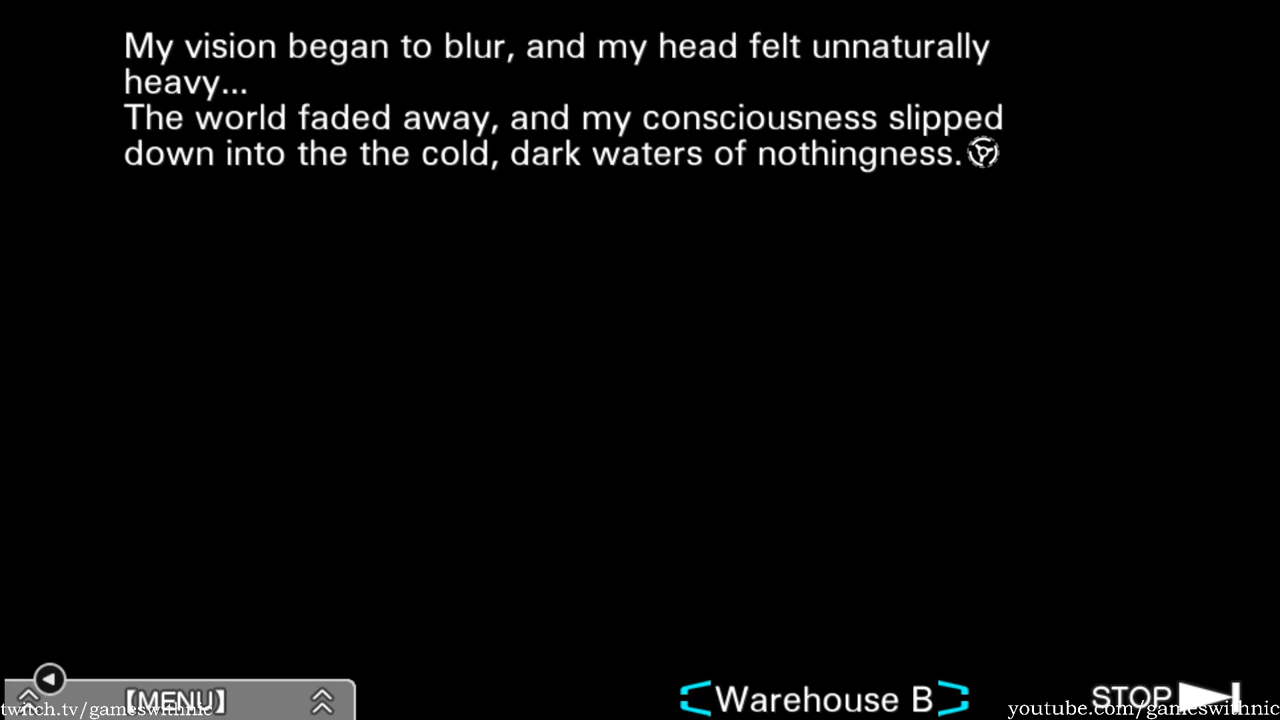 My vision began to blur, and my head felt unnaturally
heavy...
The world faded away, and my consciousness slipped
down into the the cold, dark waters of nothingness.
【MENU】
Warehouse B
STOP
twitch.tv/gameswithnic
youtube.com/gameswithnic